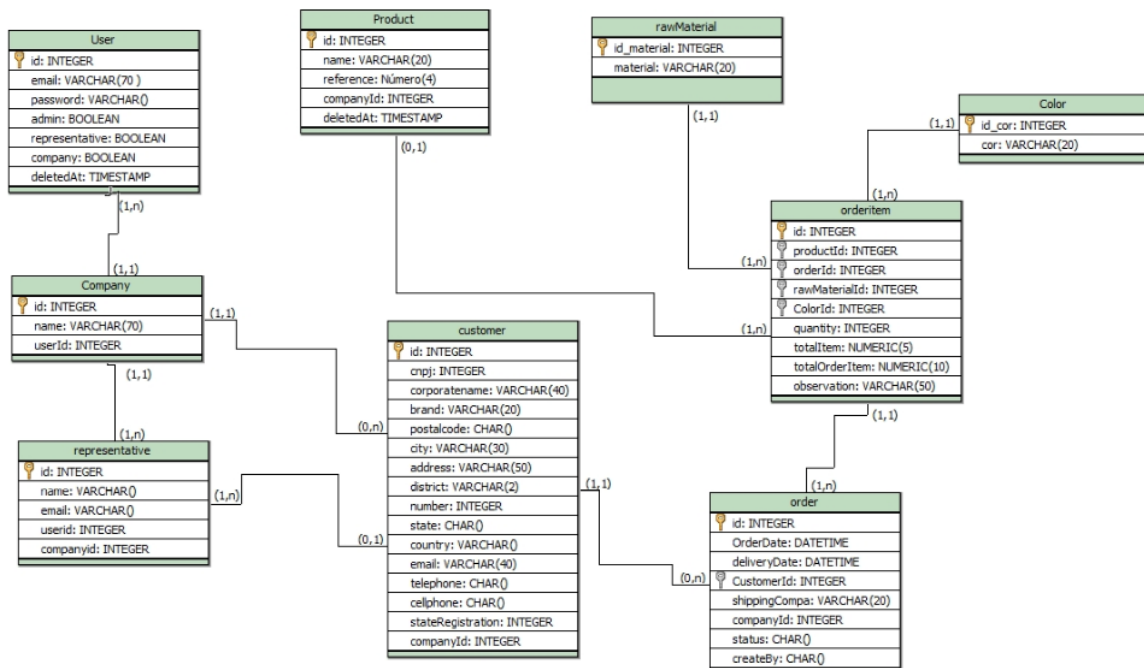 User
id: INTEGER
email: VARCHAR(70 )
password: VARCHAR()
admin: BOOLEAN
representative: BOOLEAN
company: BOOLEAN
deletedAt: TIMESTAMP
(1,n)
(1,1)
Company
id: INTEGER
name: VARCHAR(70)
userId: INTEGER
(1,1)
(1,1)
(1,n)
representative
id: INTEGER
name: VARCHAR()
email: VARCHAR()
userid: INTEGER
companyid: INTEGER
(1,n)
Product
id: INTEGER
name: VARCHAR(20)
reference: Número(4)
companyId: INTEGER
deletedAt: TIMESTAMP
(0,1)
customer
id: INTEGER
cnpj: INTEGER
corporatename: VARCHAR(40)
brand: VARCHAR(20)
postalcode: CHAR()
city: VARCHAR(30)
address: VARCHAR(50)
district: VARCHAR(2)
number: INTEGER
state: CHAR()
country: VARCHAR()
email: VARCHAR(40)
telephone: CHAR()
cellphone: CHAR()
stateRegistration: INTEGER
companyId: INTEGER
(0,n)
(0,1)
(1,1)
rawMaterial
id_material: INTEGER
material: VARCHAR(20)
(1,1)
Color
id_cor: INTEGER
cor: VARCHAR(20)
(1,1)
(1,n)
orderitem
id: INTEGER
productId: INTEGER
orderId: INTEGER
rawMaterialId: INTEGER
ColorId: INTEGER
quantity: INTEGER
totalItem: NUMERIC(5)
totalOrderItem: NUMERIC(10)
observation: VARCHAR(50)
(1,n)
(1,n)
(1,1)
(1,n)
order
id: INTEGER
OrderDate: DATETIME
deliveryDate: DATETIME
CustomerId: INTEGER
shippingCompa: VARCHAR(20)
companyId: INTEGER
status: CHAR()
createBy: CHAR()
(0,n)